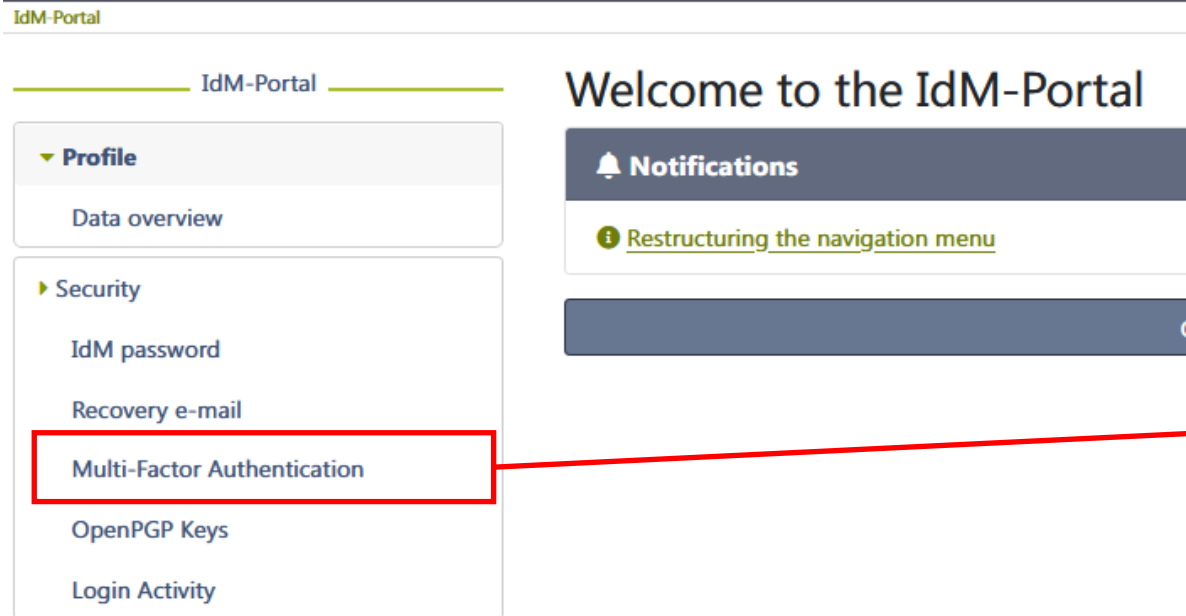 IdM-Portal
IdM-Portal
Profile
Data overview
Security
IdM password
Recovery e-mail
Multi-Factor Authentication
OpenPGP Keys
Login Activity
Welcome to the IdM-Portal
Notifications
Restructuring the navigation menu